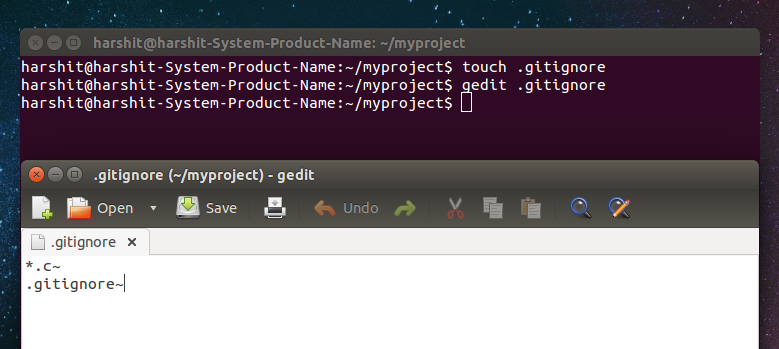 harshit@harshit-System-Product-Name: ~/myproject
harshit@harshit-System-Product-Name:~/myproject$ touch .gitignore
harshit@harshit-System-Product-Name:~/myproject$ gedit .gitignore
harshit@harshit-System-Product-Name:~/myproject$
.gitignore (~/myproject) - gedit
Open Save Undo
.gitignore
*.c~
.gitignore~